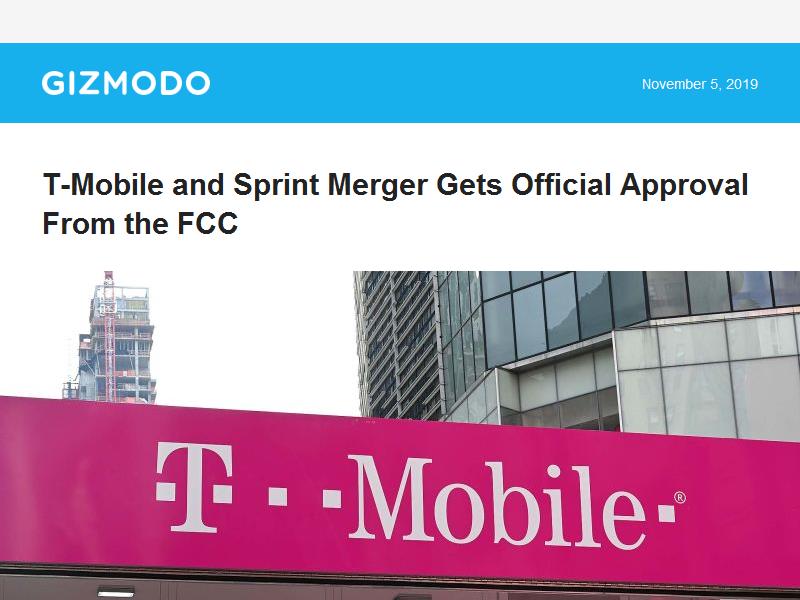 GIZMODO
November 5, 2019
T-Mobile and Sprint Merger Gets Official Approval
From the FCC
T · · Mobile · ®